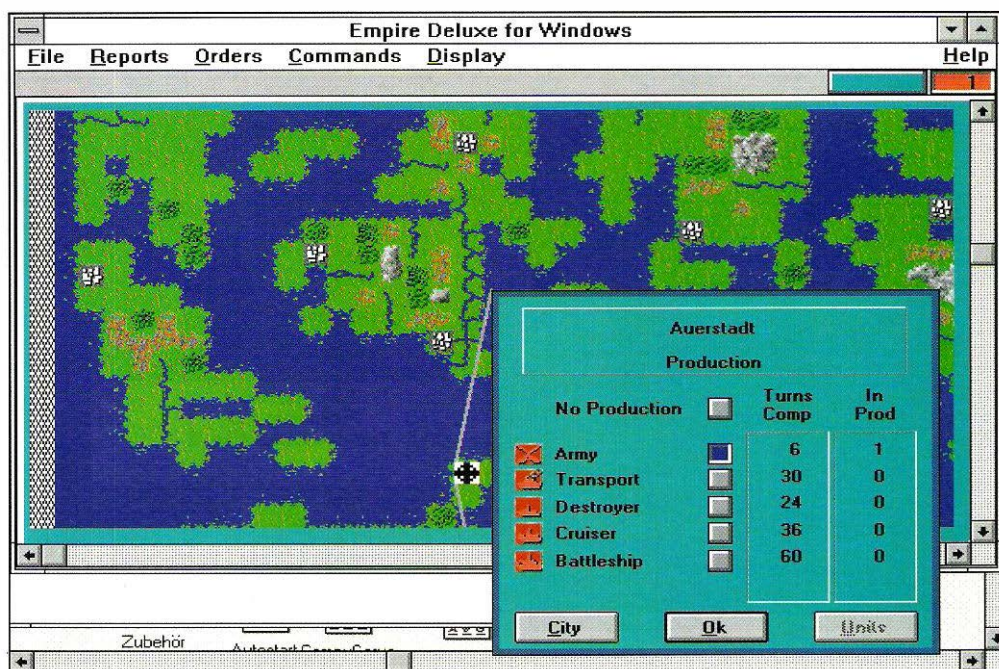 Empire Deluxe for Windows
File Reports Orders Commands Display Help
1
Auerstadt
Production
No Production
Turns Comp
In Prod
Army 6 1
Transport 30 0
Destroyer 24 0
Cruiser 36 0
Battleship 60 0
City Ok Units
Zubehör